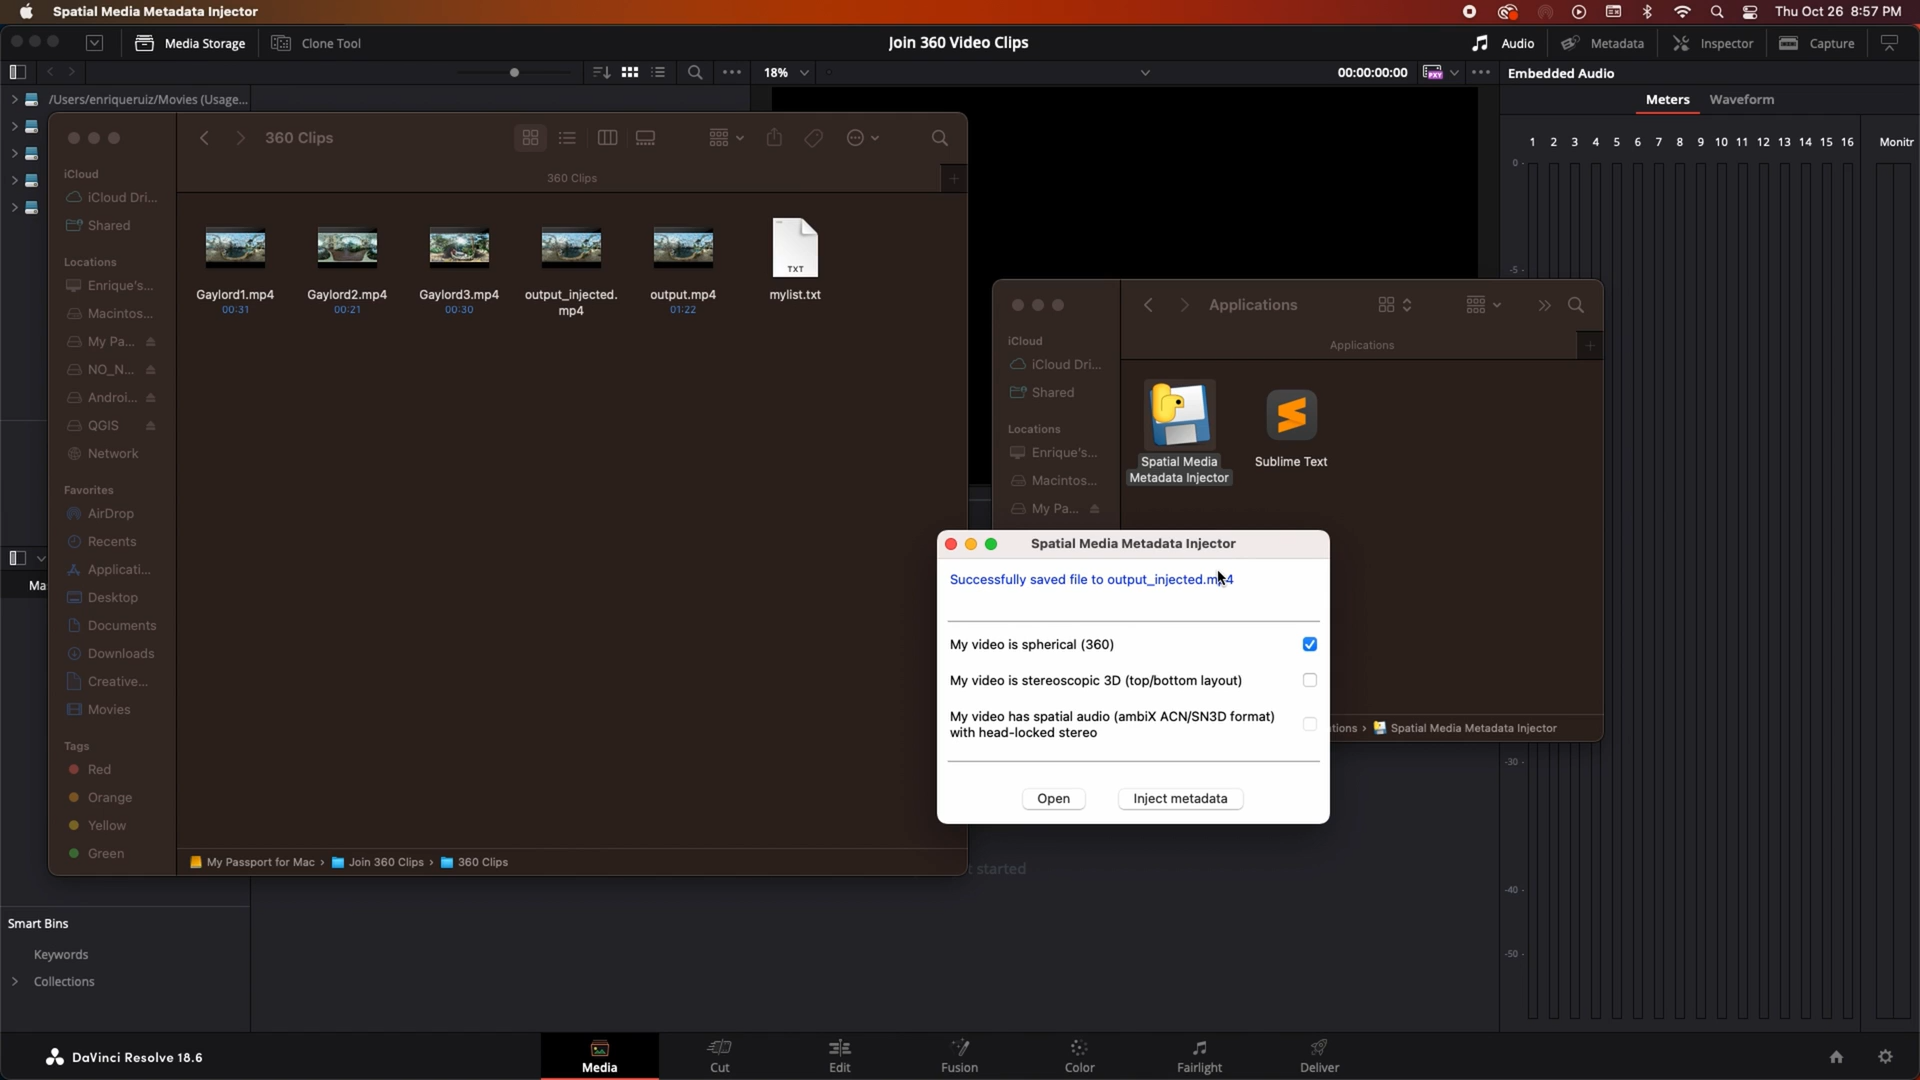 Spatial Media Metadata Injector
Thu Oct 26 8:57 PM
Media Storage
Clone Tool
Join 360 Video Clips
Audio
Metadata
Inspector
Capture
18%
00:00:00:00
Embedded Audio
/Users/enriqueruiz/Movies (Usage...
Meters
Waveform
1 2 3 4 5 6 7 8 9 10 11 12 13 14 15 16 Monitr
0 -
-5 -
-30 -
-40 -
-50 -
360 Clips
360 Clips
iCloud
iCloud Dri...
Shared
Locations
Enrique's...
Macintos...
My Pa...
NO_N...
Androi...
QGIS
Network
Favorites
AirDrop
Recents
Applicati...
Desktop
Documents
Downloads
Creative...
Movies
Tags
Red
Orange
Yellow
Green
TXT
Gaylord1.mp4
00:31
Gaylord2.mp4
00:21
Gaylord3.mp4
00:30
output_injected.
mp4
output.mp4
01:22
mylist.txt
My Passport for Mac › Join 360 Clips › 360 Clips
Applications
Applications
iCloud
iCloud Dri...
Shared
Locations
Enrique's...
Macintos...
My Pa...
Spatial Media
Metadata Injector
Sublime Text
tions › Spatial Media Metadata Injector
Spatial Media Metadata Injector
Successfully saved file to output_injected.mp4
My video is spherical (360)
My video is stereoscopic 3D (top/bottom layout)
My video has spatial audio (ambiX ACN/SN3D format)
with head-locked stereo
Open
Inject metadata
Ma
t started
Smart Bins
Keywords
Collections
DaVinci Resolve 18.6
Media
Cut
Edit
Fusion
Color
Fairlight
Deliver